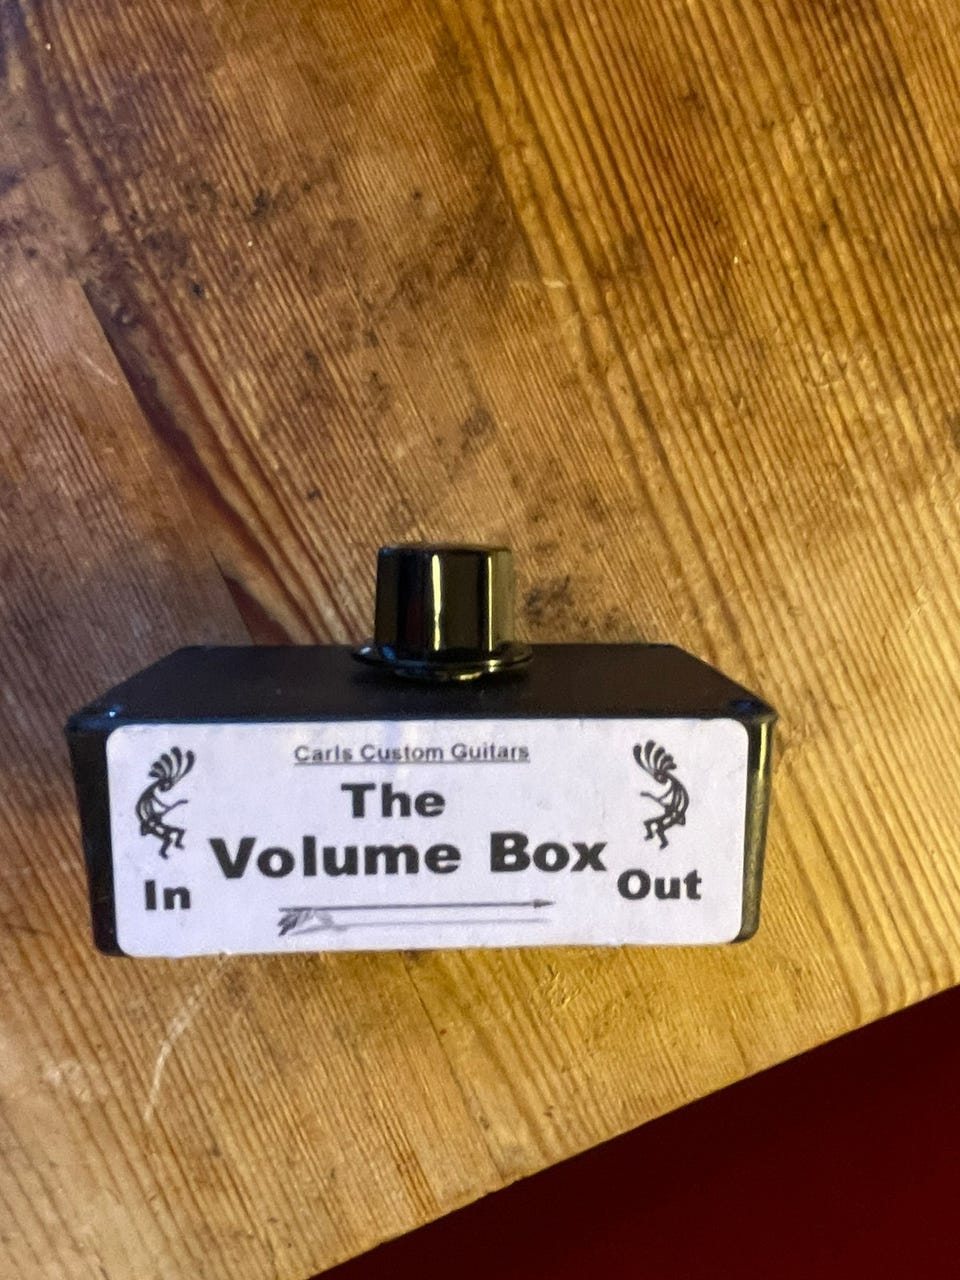 Carls Custom Guitars
The
Volume Box
In
Out